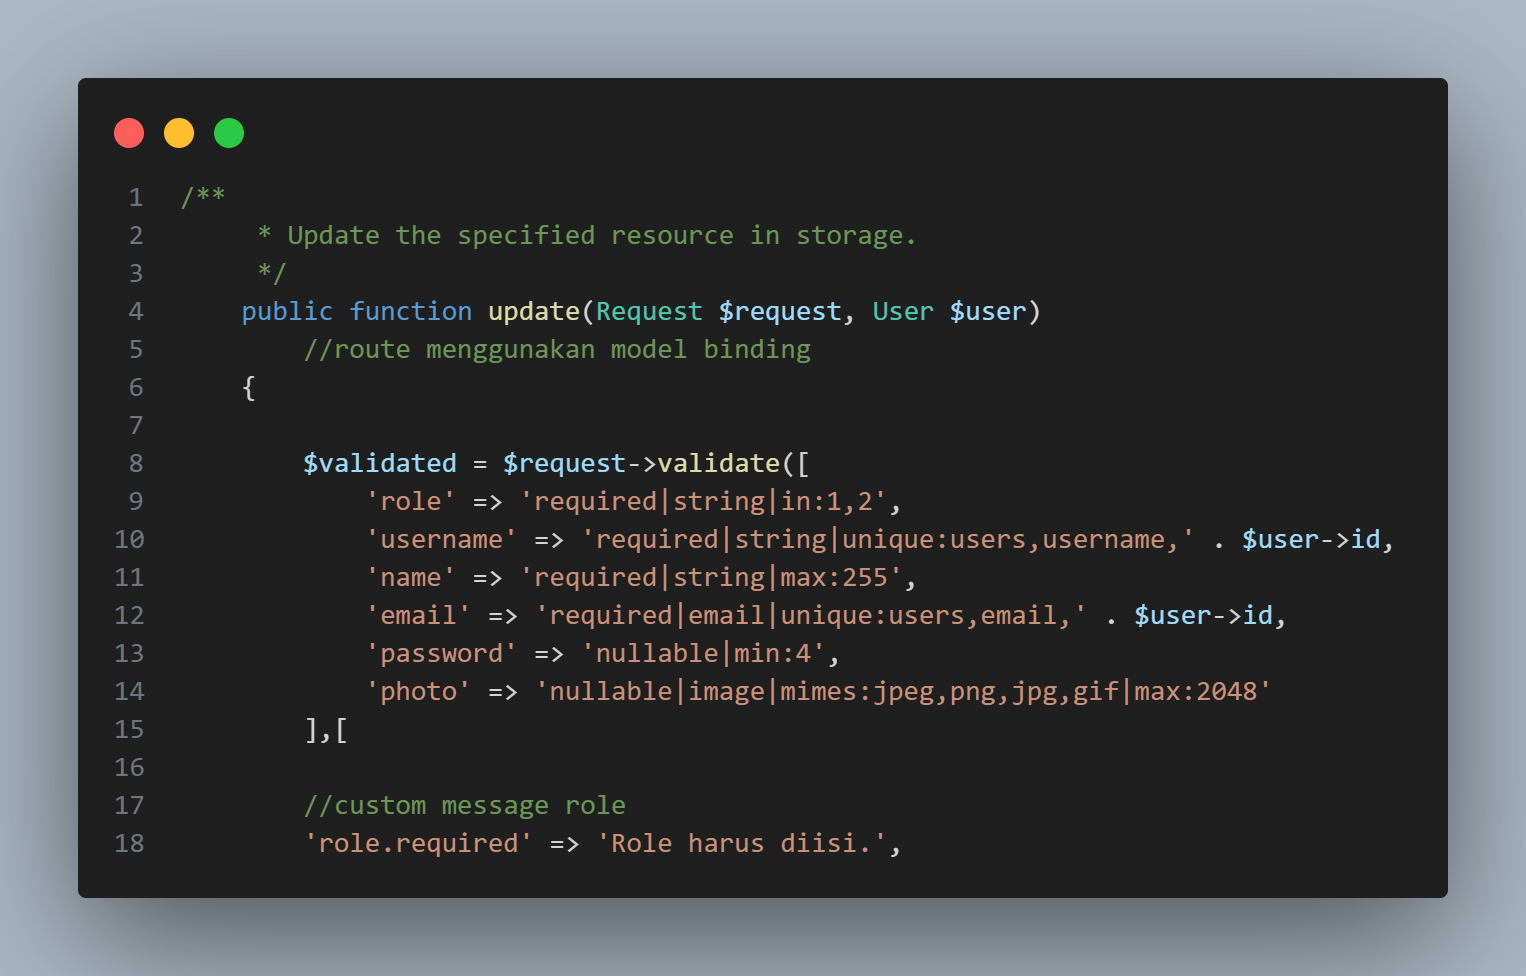 1 /**
2 * Update the specified resource in storage.
3 */
4 public function update(Request $request, User $user)
5 //route menggunakan model binding
6 {
7
8 $validated = $request->validate([
9 'role' => 'required|string|in:1,2',
10 'username' => 'required|string|unique:users,username,' . $user->id,
11 'name' => 'required|string|max:255',
12 'email' => 'required|email|unique:users,email,' . $user->id,
13 'password' => 'nullable|min:4',
14 'photo' => 'nullable|image|mimes:jpeg,png,jpg,gif|max:2048'
15 ],[
16
17 //custom message role
18 'role.required' => 'Role harus diisi.',